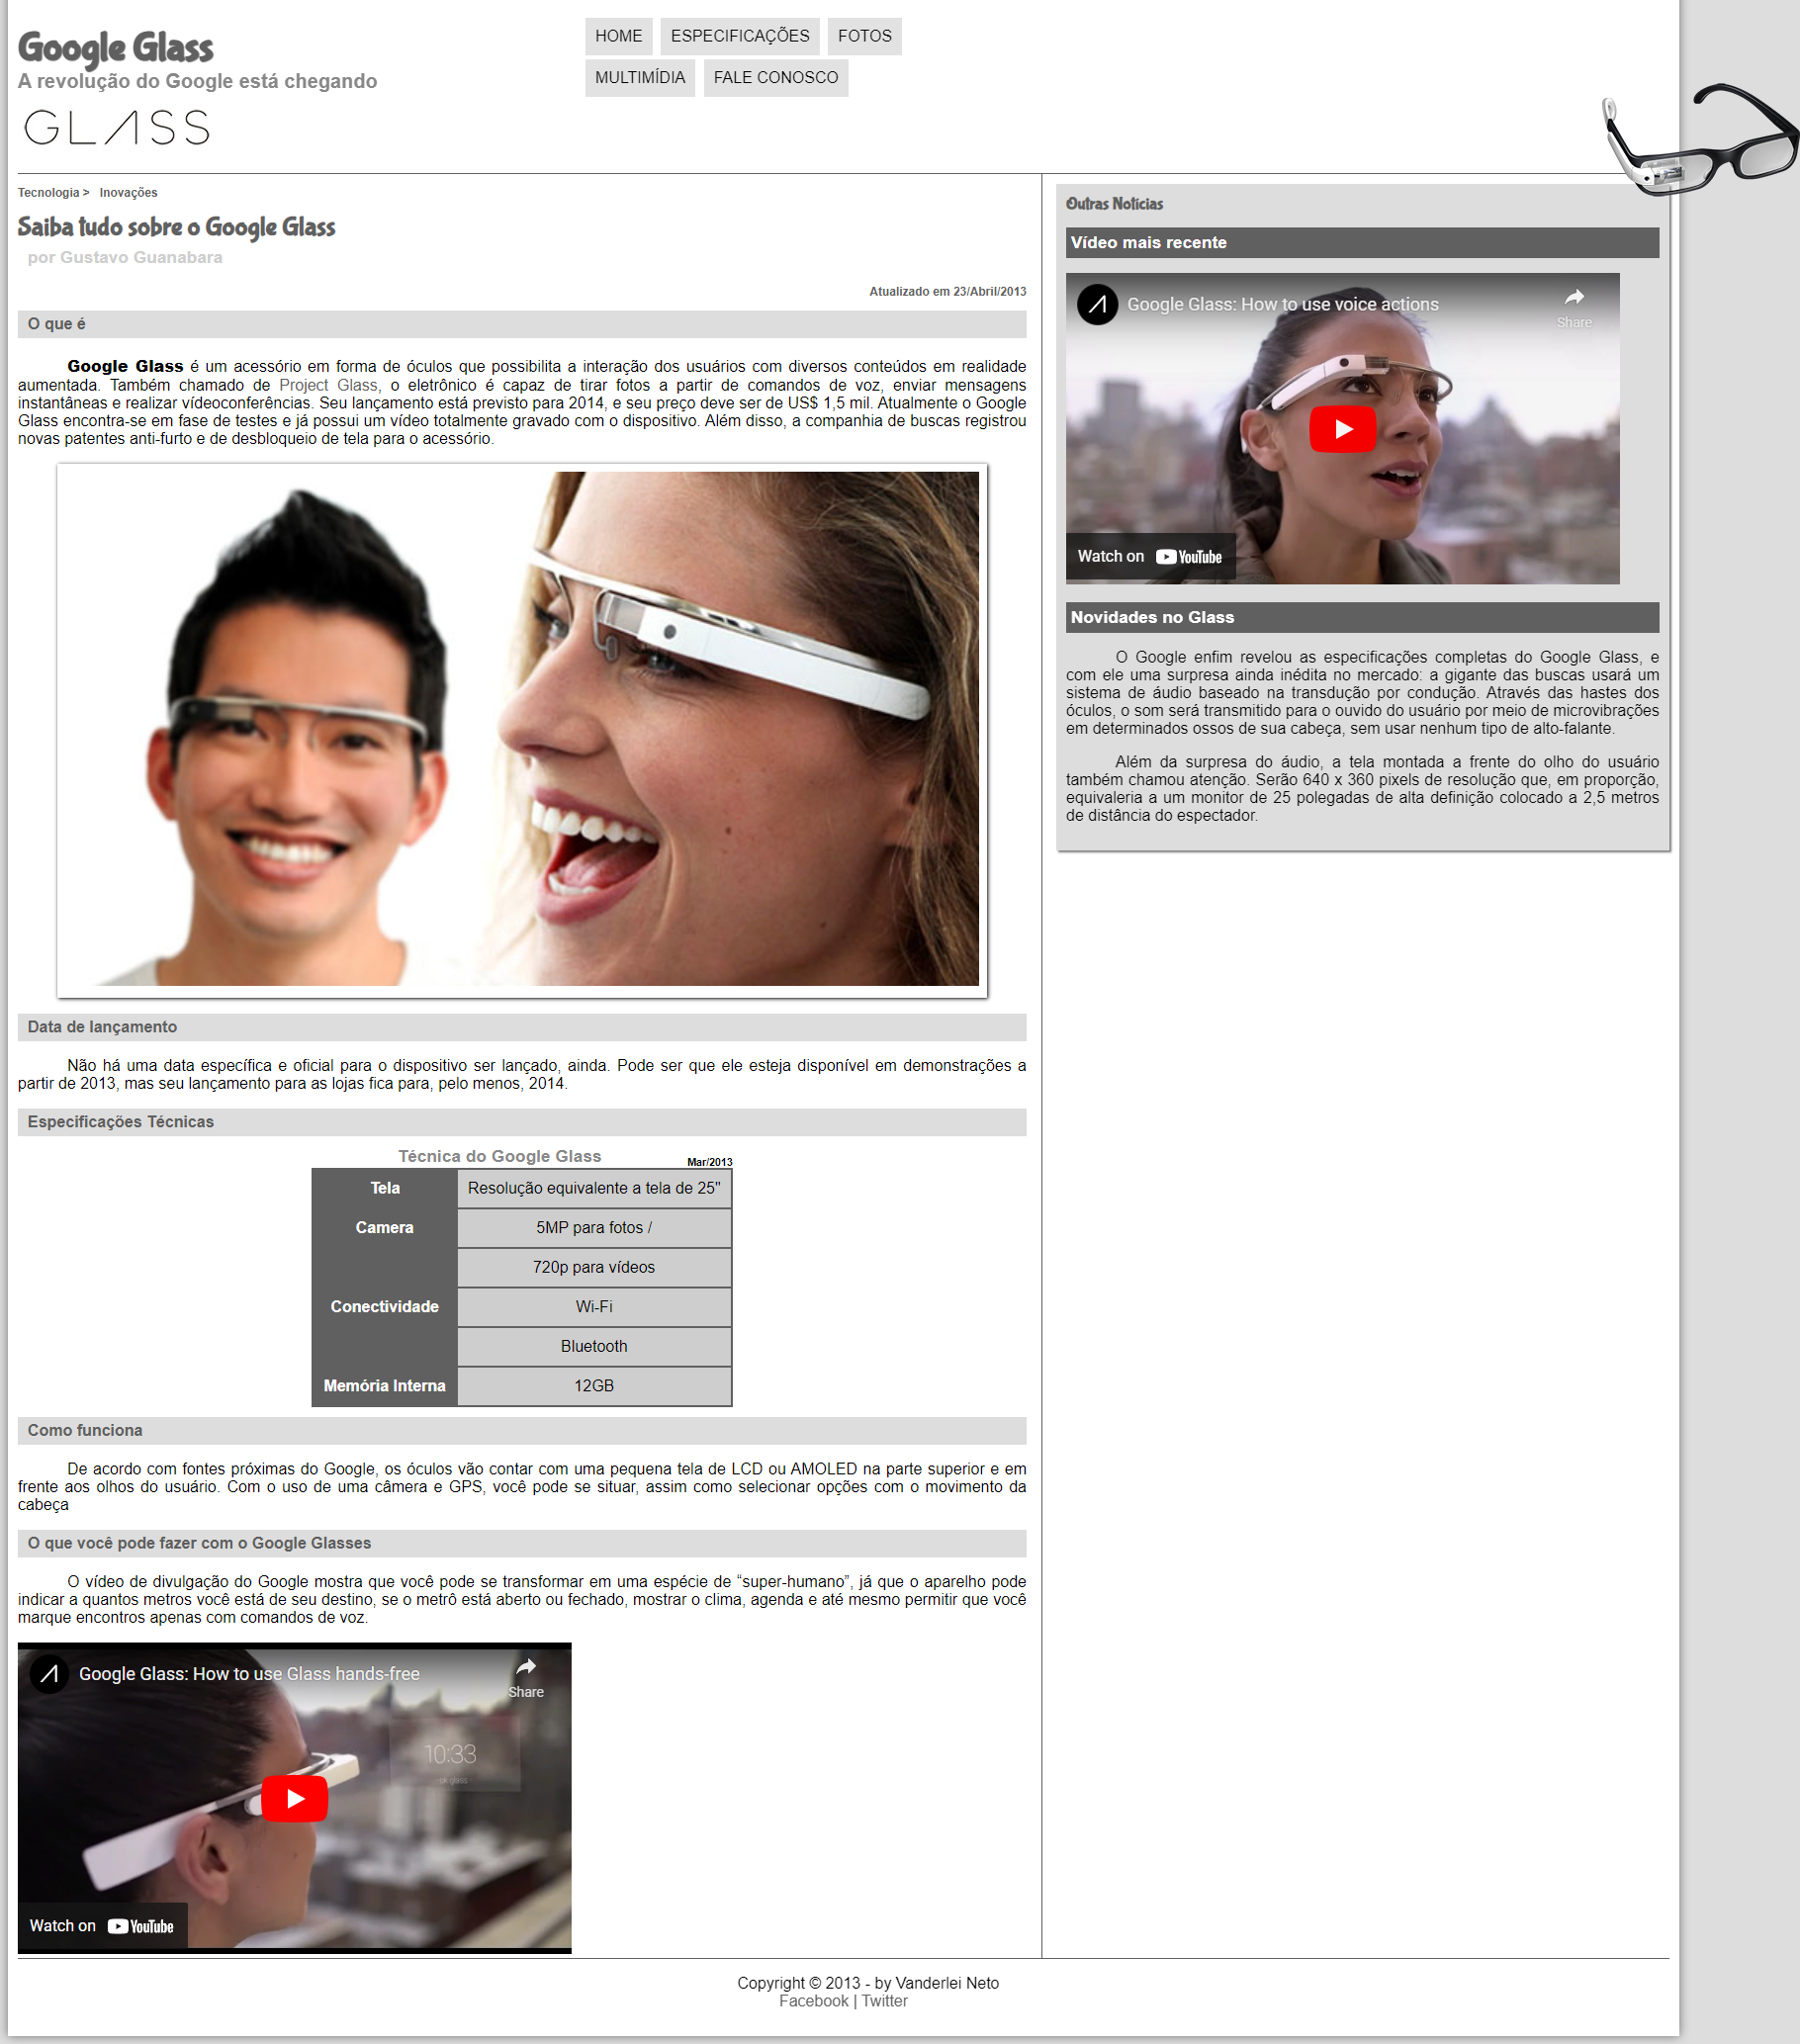 Google Glass
A revolução do Google está chegando
GLASS
HOME
ESPECIFICAÇÕES
FOTOS
MULTIMÍDIA
FALE CONOSCO
Tecnologia > Inovações
Saiba tudo sobre o Google Glass
por Gustavo Guanabara
Atualizado em 23/Abril/2013
O que é
Google Glass é um acessório em forma de óculos que possibilita a interação dos usuários com diversos conteúdos em realidade
aumentada. Também chamado de Project Glass, o eletrônico é capaz de tirar fotos a partir de comandos de voz, enviar mensagens
instantâneas e realizar vídeoconferências. Seu lançamento está previsto para 2014, e seu preço deve ser de US$ 1,5 mil. Atualmente o Google
Glass encontra-se em fase de testes e já possui um vídeo totalmente gravado com o dispositivo. Além disso, a companhia de buscas registrou
novas patentes anti-furto e de desbloqueio de tela para o acessório.
Data de lançamento
Não há uma data específica e oficial para o dispositivo ser lançado, ainda. Pode ser que ele esteja disponível em demonstrações a
partir de 2013, mas seu lançamento para as lojas fica para, pelo menos, 2014.
Especificações Técnicas
Técnica do Google Glass
Mar/2013
Tela
Resolução equivalente a tela de 25"
Camera
5MP para fotos /
720p para vídeos
Conectividade
Wi-Fi
Bluetooth
Memória Interna
12GB
Como funciona
De acordo com fontes próximas do Google, os óculos vão contar com uma pequena tela de LCD ou AMOLED na parte superior e em
frente aos olhos do usuário. Com o uso de uma câmera e GPS, você pode se situar, assim como selecionar opções com o movimento da
cabeça
O que você pode fazer com o Google Glasses
O vídeo de divulgação do Google mostra que você pode se transformar em uma espécie de “super-humano”, já que o aparelho pode
indicar a quantos metros você está de seu destino, se o metrô está aberto ou fechado, mostrar o clima, agenda e até mesmo permitir que você
marque encontros apenas com comandos de voz.
Google Glass: How to use Glass hands-free
Share
10:33
ok glass
Watch on YouTube
Outras Notícias
Vídeo mais recente
Google Glass: How to use voice actions
Share
Watch on YouTube
Novidades no Glass
O Google enfim revelou as especificações completas do Google Glass, e
com ele uma surpresa ainda inédita no mercado: a gigante das buscas usará um
sistema de áudio baseado na transdução por condução. Através das hastes dos
óculos, o som será transmitido para o ouvido do usuário por meio de microvibrações
em determinados ossos de sua cabeça, sem usar nenhum tipo de alto-falante.
Além da surpresa do áudio, a tela montada a frente do olho do usuário
também chamou atenção. Serão 640 x 360 pixels de resolução que, em proporção,
equivaleria a um monitor de 25 polegadas de alta definição colocado a 2,5 metros
de distância do espectador.
Copyright © 2013 - by Vanderlei Neto
Facebook | Twitter